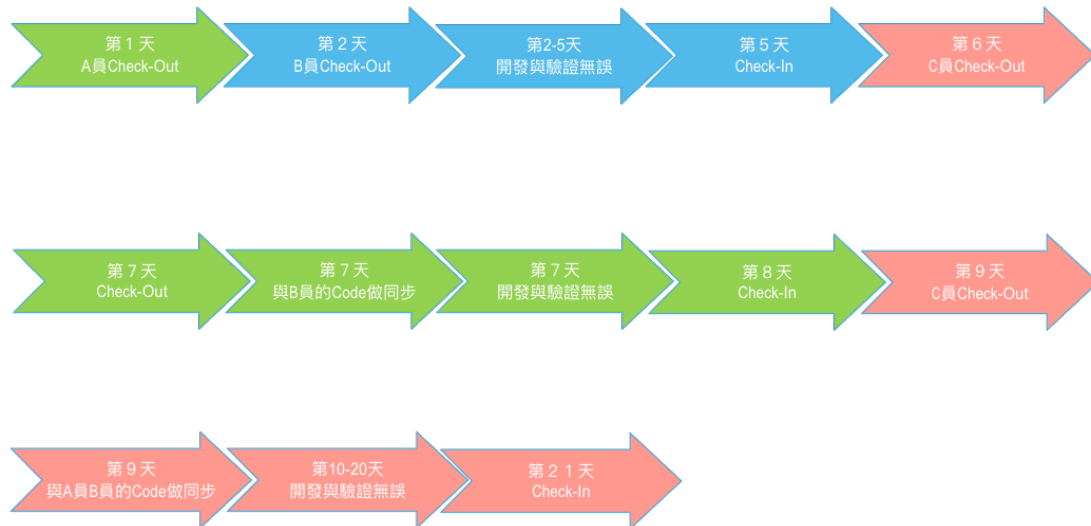 第１天
A員Check-Out
第２天
B員Check-Out
第2-5天
開發與驗證無誤
第５天
Check-In
第６天
C員Check-Out
第７天
Check-Out
第７天
與B員的Code做同步
第７天
開發與驗證無誤
第８天
Check-In
第９天
C員Check-Out
第９天
與A員B員的Code做同步
第10-20天
開發與驗證無誤
第２１天
Check-In